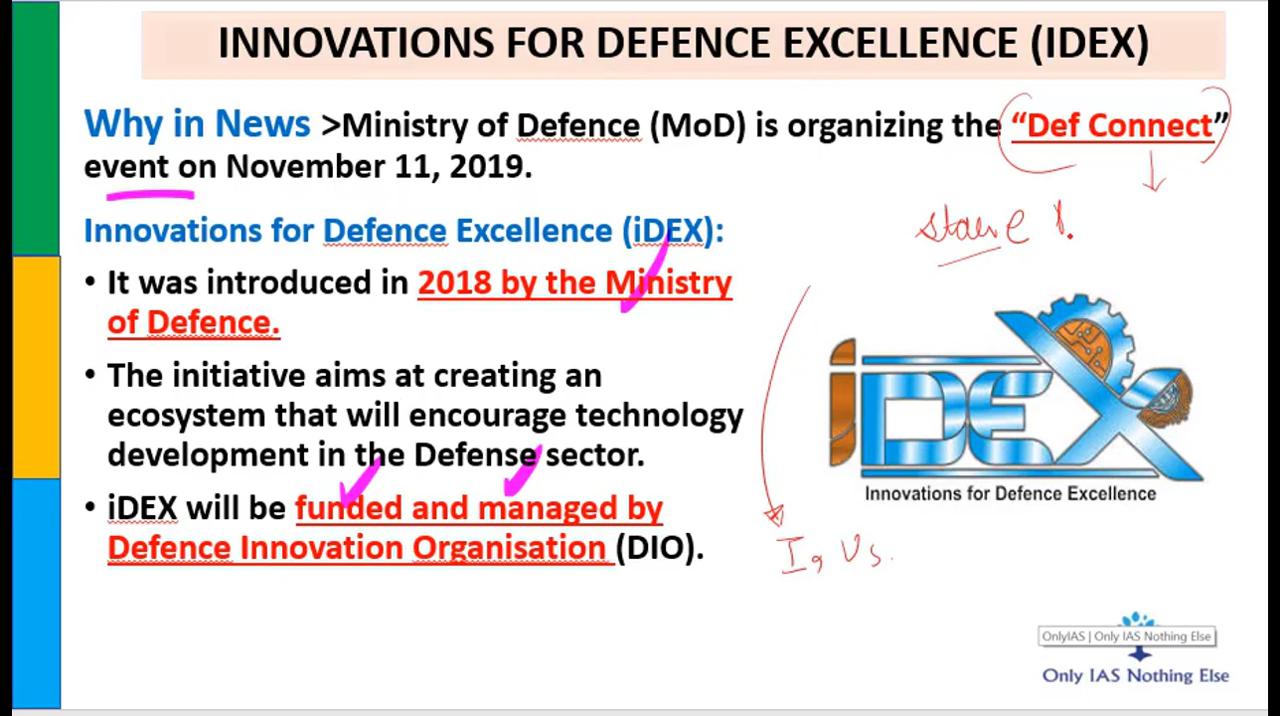 INNOVATIONS FOR DEFENCE EXCELLENCE (IDEX)
Why in News >Ministry of Defence (MoD) is organizing the “Def Connect”
event on November 11, 2019.
Innovations for Defence Excellence (iDEX):
• It was introduced in 2018 by the Ministry
of Defence.
• The initiative aims at creating an
ecosystem that will encourage technology
development in the Defense sector.
• iDEX will be funded and managed by
Defence Innovation Organisation (DIO).
iDEX
Innovations for Defence Excellence
OnlyIAS | Only IAS Nothing Else
Only IAS Nothing Else